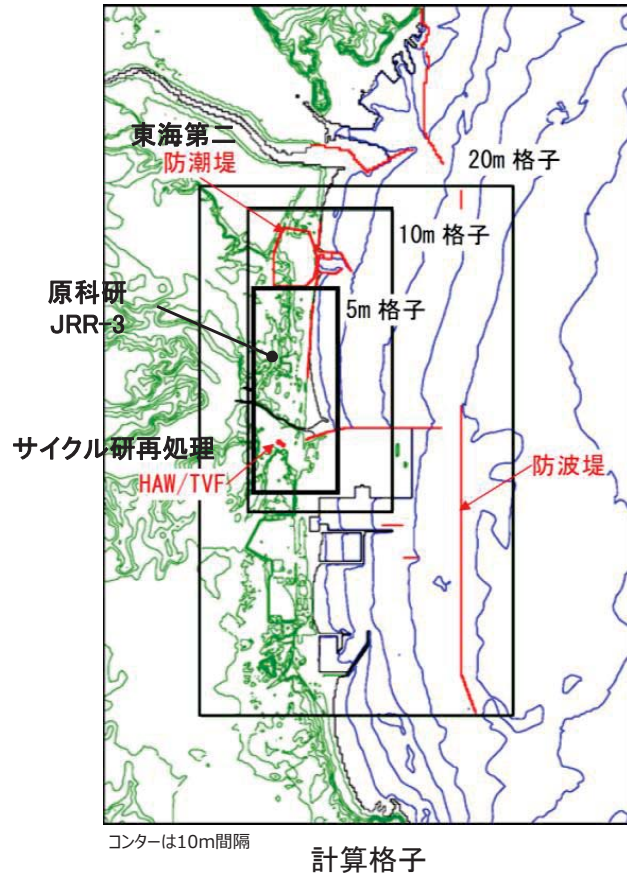 東海第二
防潮堤
20m 格子
10m 格子
原科研
JRR-3
5m 格子
サイクル研再処理
HAW/TVF
防波堤
コンターは10m間隔
計算格子